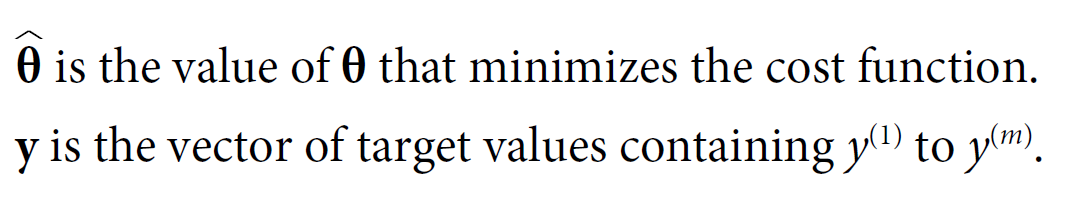 θ̂ is the value of θ that minimizes the cost function.
y is the vector of target values containing y⁽¹⁾ to y⁽ᵐ⁾.